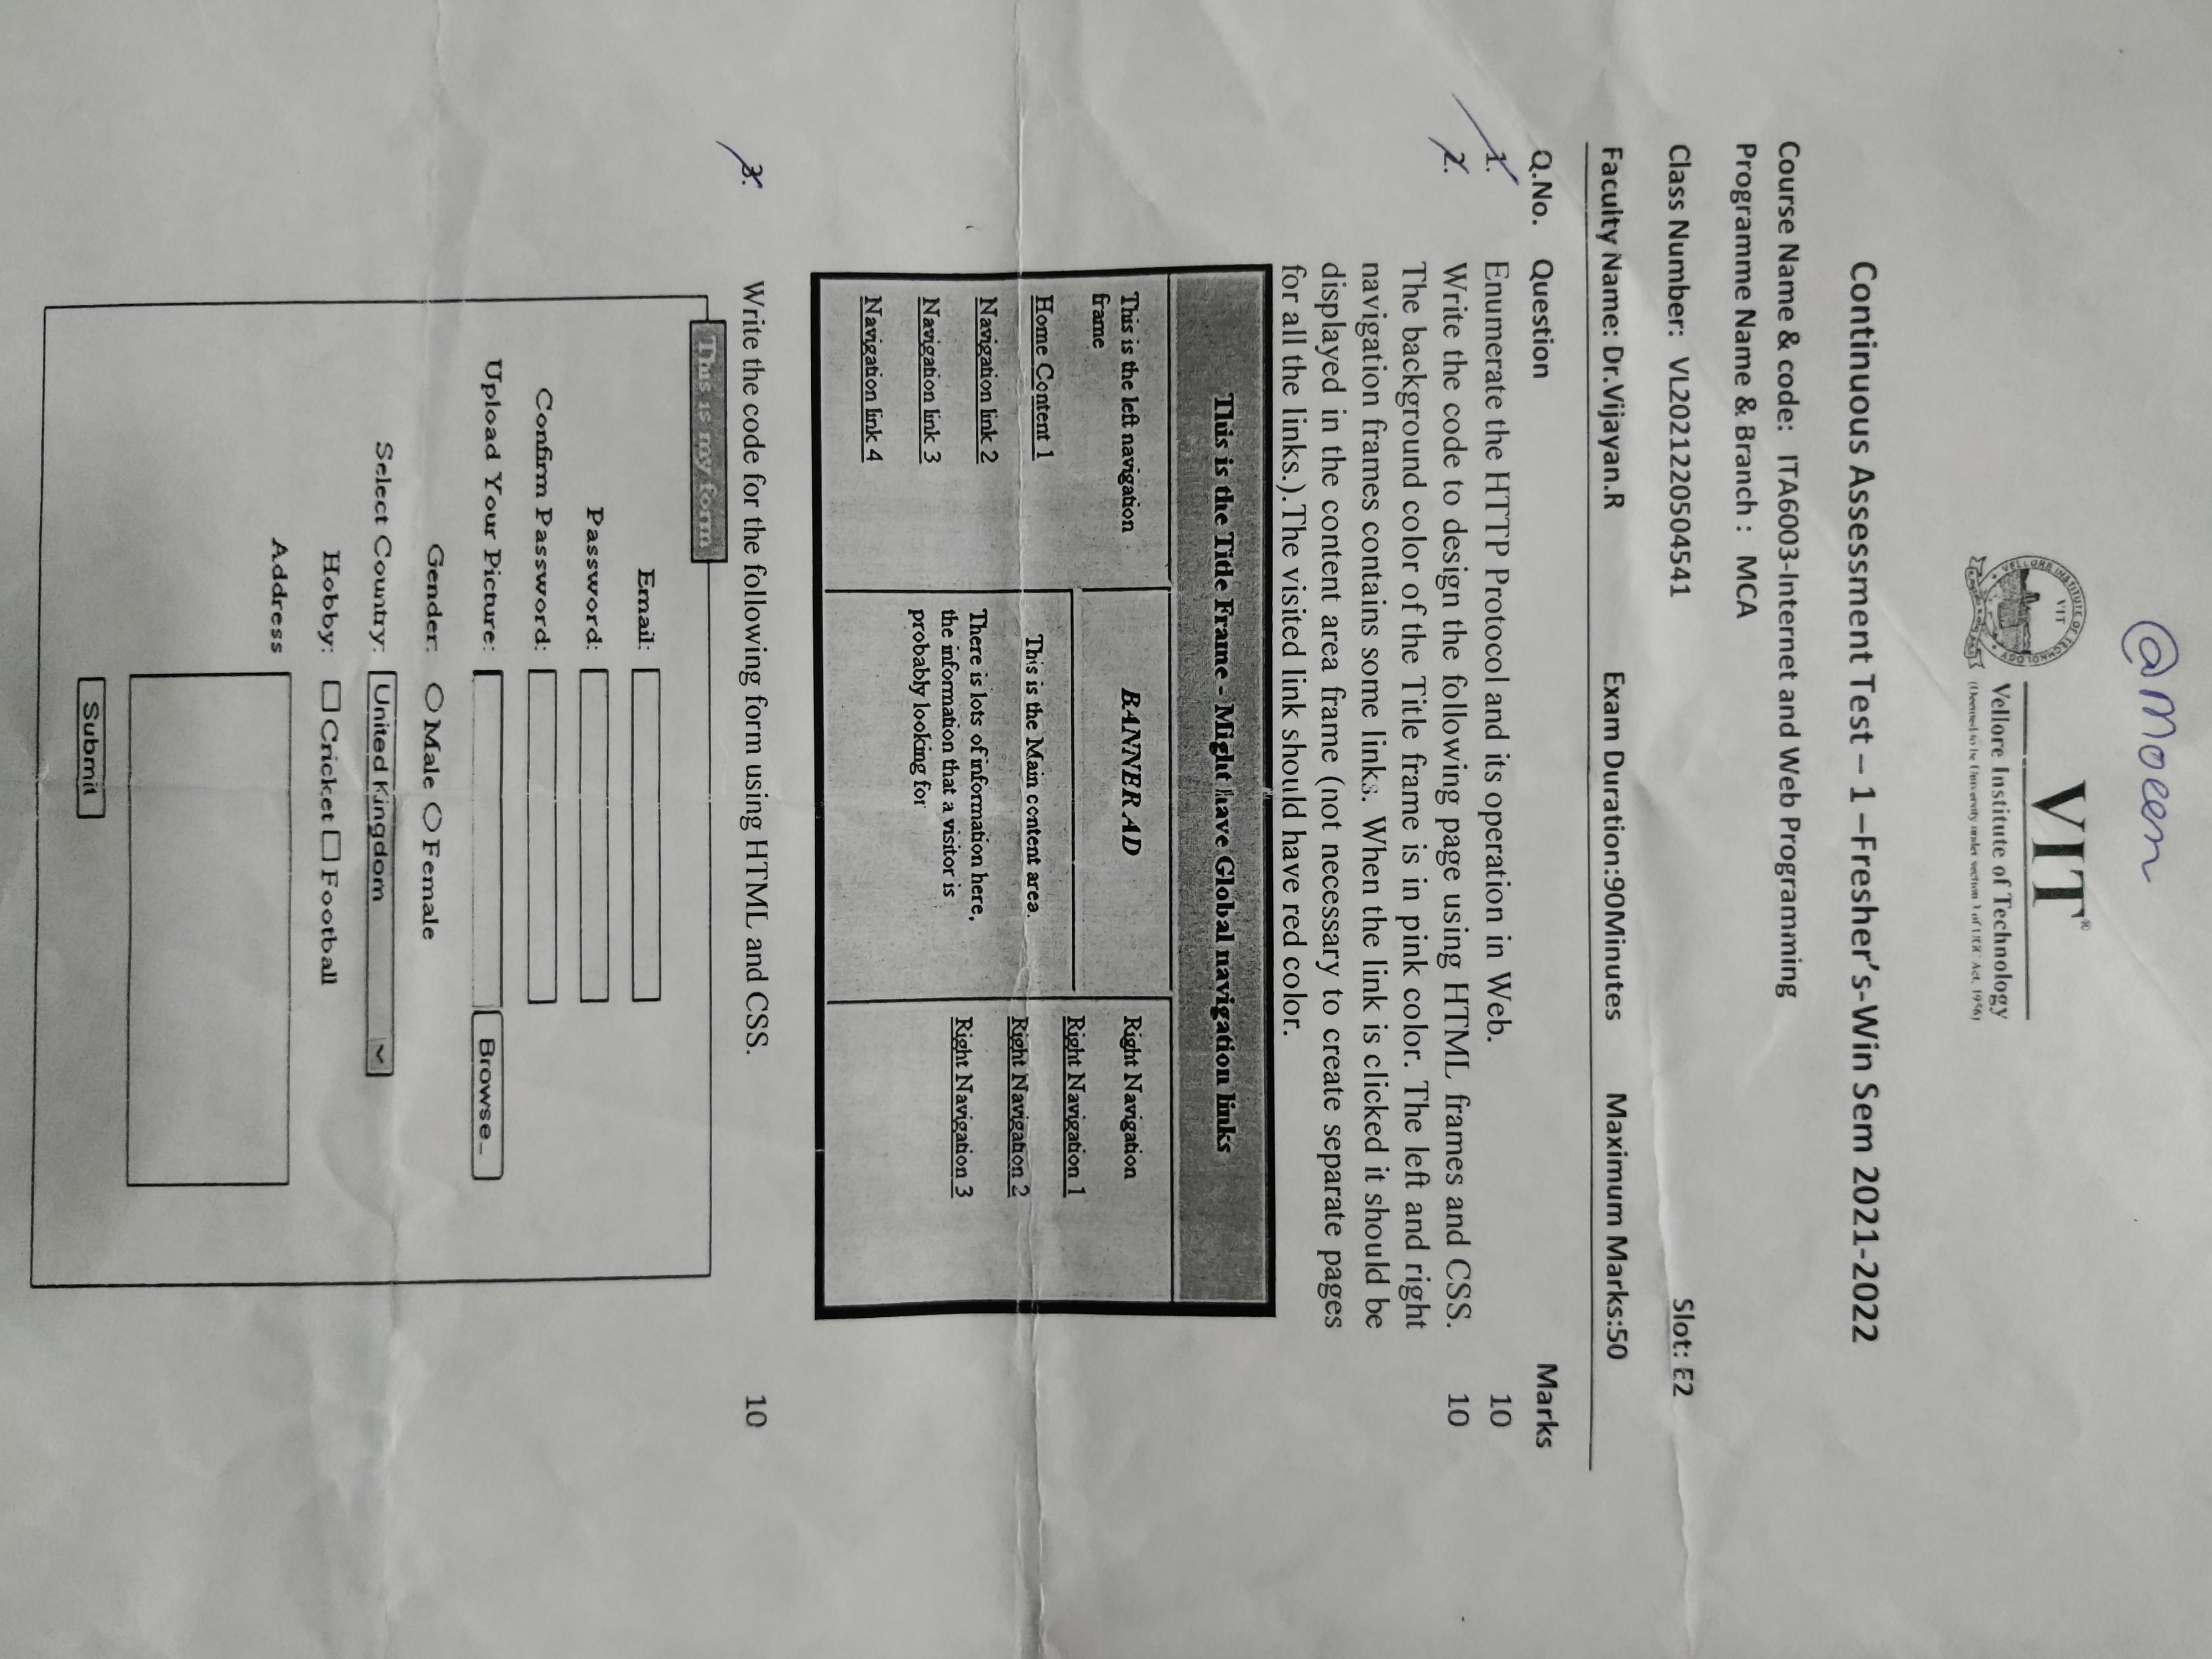 @Moeen
VELLORE INSTITUTE OF TECHNOLOGY
VIT
VIT®
Vellore Institute of Technology
(Deemed to be University under section 3 of UGC Act, 1956)
Continuous Assessment Test – 1 –Fresher's-Win Sem 2021-2022
Course Name & code: ITA6003-Internet and Web Programming
Programme Name & Branch : MCA
Class Number: VL2021220504541 Slot: E2
Faculty Name: Dr.Vijayan.R Exam Duration:90Minutes Maximum Marks:50
Q.No. Question Marks
1. Enumerate the HTTP Protocol and its operation in Web. 10
2. Write the code to design the following page using HTML frames and CSS. 10
The background color of the Title frame is in pink color. The left and right
navigation frames contains some links. When the link is clicked it should be
displayed in the content area frame (not necessary to create separate pages
for all the links.).The visited link should have red color.
This is the Title Frame - Might have Global navigation links
This is the left navigation
frame
Home Content 1
Navigation link 2
Navigation link 3
Navigation link 4
BANNER AD
This is the Main content area.
There is lots of information here,
the information that a visitor is
probably looking for
Right Navigation
Right Navigation 1
Right Navigation 2
Right Navigation 3
3. Write the code for the following form using HTML and CSS. 10
This is my form
Email:
Password:
Confirm Password:
Upload Your Picture: Browse...
Gender: Male Female
Select Country: United Kingdom
Hobby: Cricket Football
Address
Submit